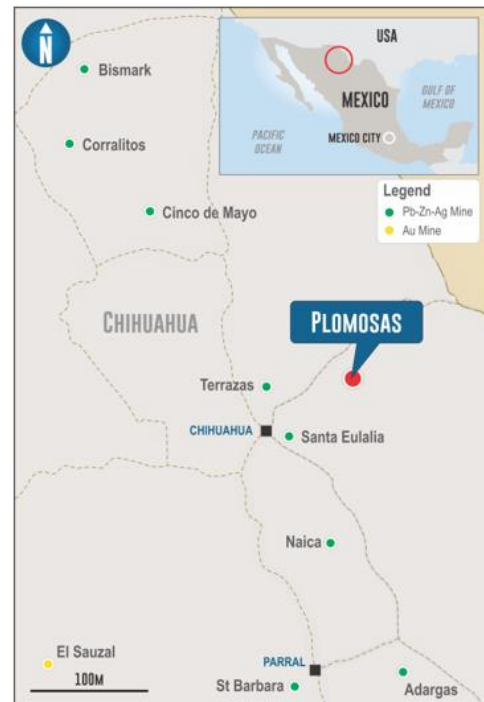 N
Bismark
Corralitos
Cinco de Mayo
USA
MEXICO
GULF OF
MEXICO
PACIFIC
OCEAN
MEXICO CITY
Legend
Pb-Zn-Ag Mine
Au Mine
CHIHUAHUA
PLOMOSAS
Terrazas
CHIHUAHUA
Santa Eulalia
Naica
El Sauzal
100M
PARRAL
St Barbara
Adargas